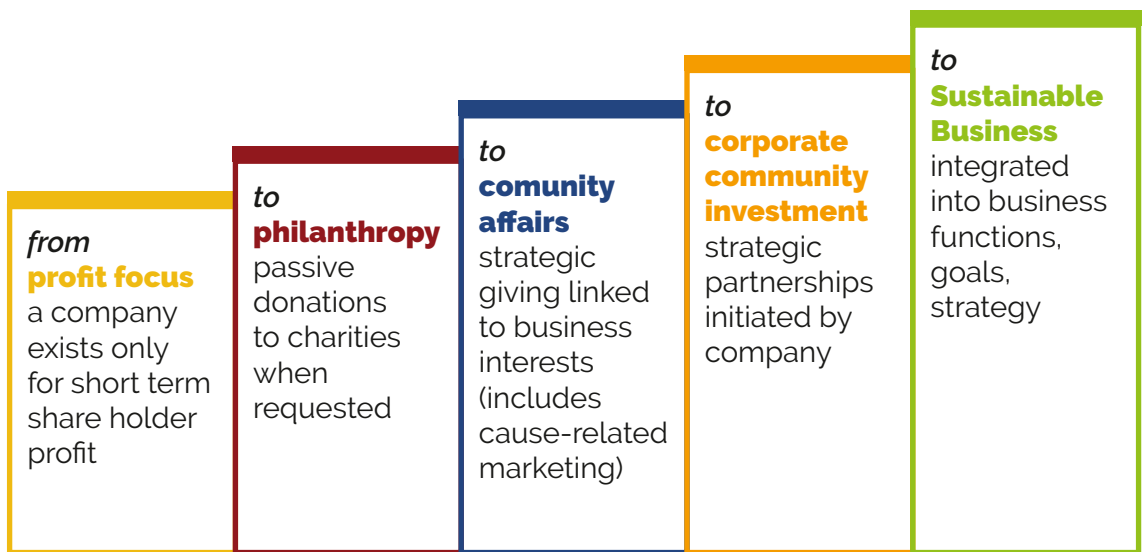 from
profit focus
a company
exists only
for short term
share holder
profit
to
philanthropy
passive
donations
to charities
when
requested
to
comunity
affairs
strategic
giving linked
to business
interests
(includes
cause-related
marketing)
to
corporate
community
investment
strategic
partnerships
initiated by
company
to
Sustainable
Business
integrated
into business
functions,
goals,
strategy